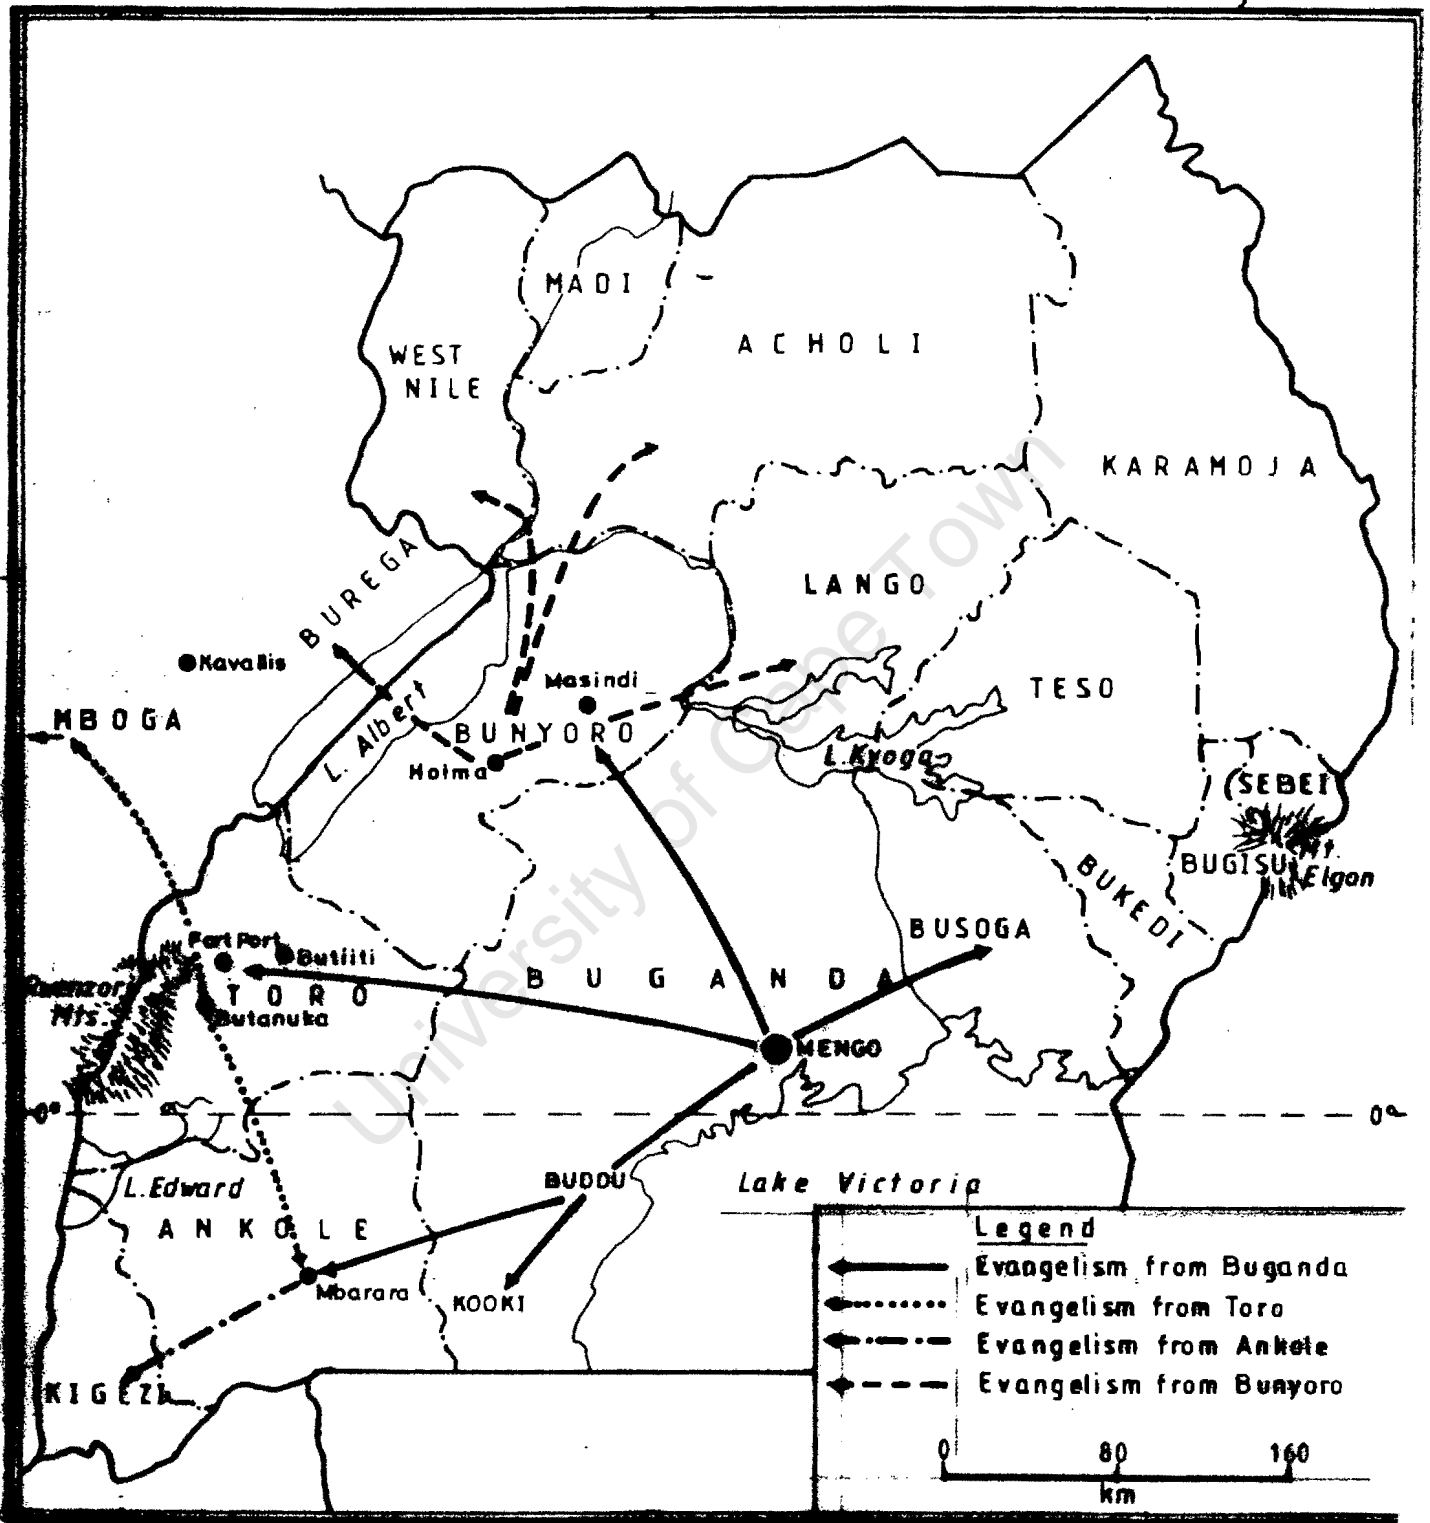 MADI
ACHOLI
WEST
NILE
KARAMOJA
BUREGA
LANGO
Kavallis
Masindi
TESO
MBOGA
L. Albert
BUNYORO
L. Kyoga
Hoima
(SEBEI
BUGISU
Mt.
Elgon
BUKEDI
BUSOGA
Fort Port
Butiiti
BUGANDA
Ruwnzori
Mts.
TORO
Butanuka
MENGO
0°
0°
BUDDU
Lake Victoria
L. Edward
ANKOLE
Mbarara
KOOKI
KIGEZI
Legend
Evangelism from Buganda
Evangelism from Toro
Evangelism from Ankole
Evangelism from Bunyoro
0 80 160
km
University of Cape Town